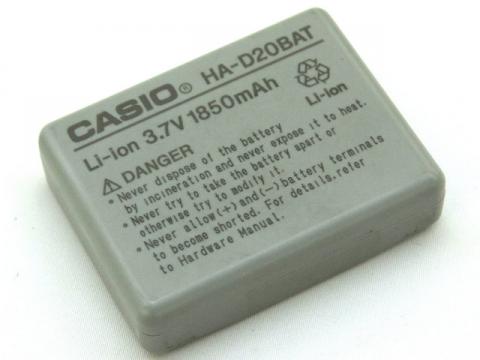 CASIO® HA-D20BAT
Li-ion 3.7V 1850mAh
Li-ion
⚠ DANGER
• Never dispose of the battery
by incineration and never expose it to heat.
• Never try to take the battery apart or
otherwise try to modify it.
• Never allow(+)and(-)battery terminals
to become shorted. For details,refer
to Hardware Manual.